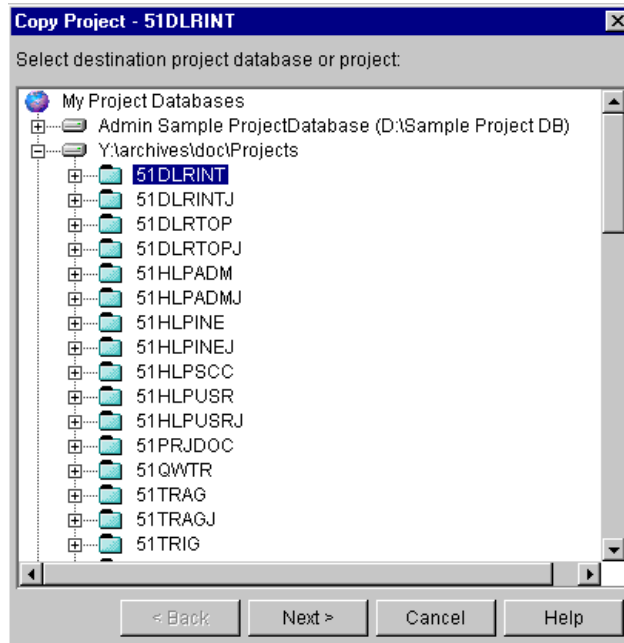 Copy Project - 51DLRINT
Select destination project database or project:
My Project Databases
Admin Sample ProjectDatabase (D:\Sample Project DB)
Y:\archives\doc\Projects
51DLRINT
51DLRINTJ
51DLRTOP
51DLRTOPJ
51HLPADM
51HLPADMJ
51HLPINE
51HLPINEJ
51HLPSCC
51HLPUSR
51HLPUSRJ
51PRJDOC
51QWTR
51TRAG
51TRAGJ
51TRIG
< Back Next > Cancel Help